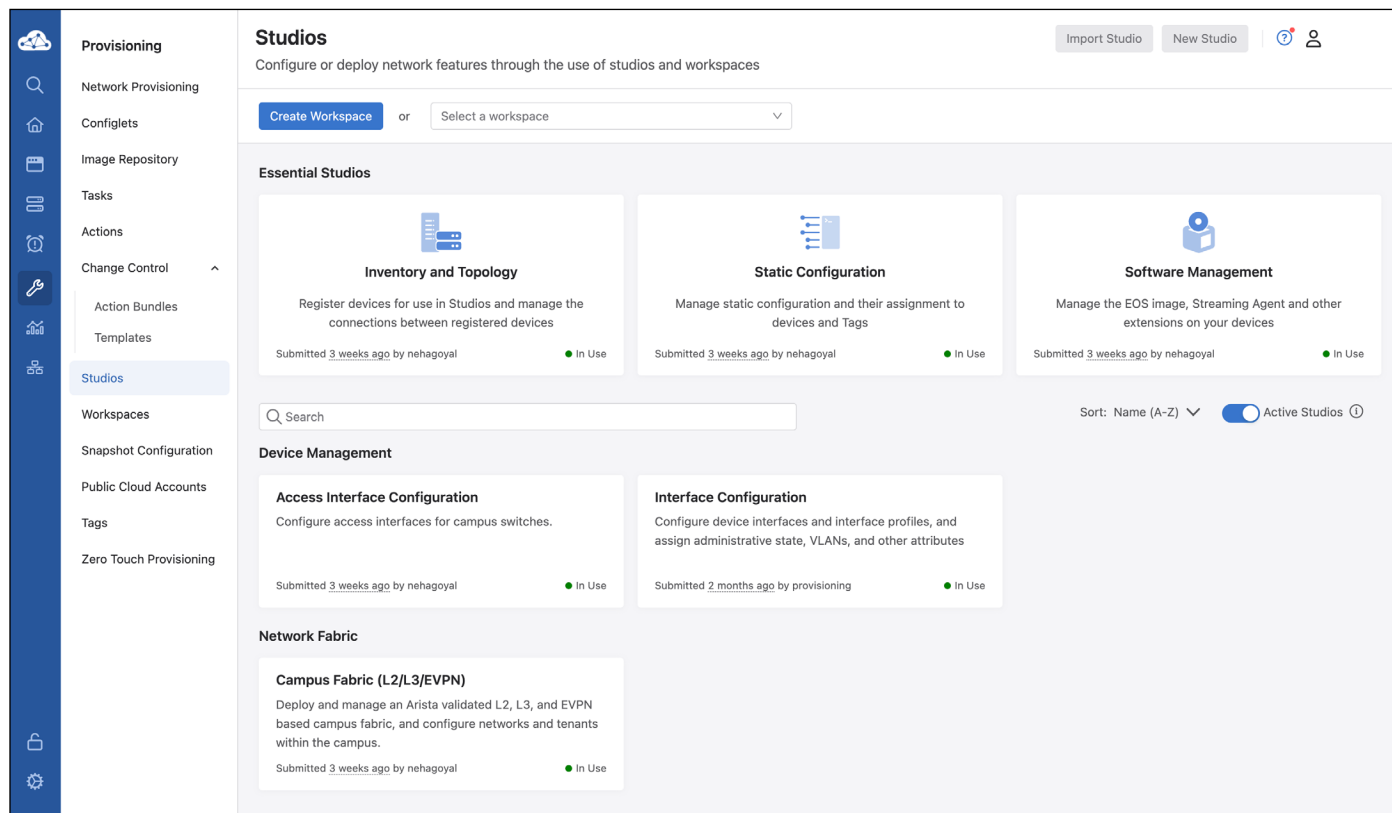 Provisioning
Network Provisioning
Configlets
Image Repository
Tasks
Actions
Change Control
Action Bundles
Templates
Studios
Workspaces
Snapshot Configuration
Public Cloud Accounts
Tags
Zero Touch Provisioning
Studios
Configure or deploy network features through the use of studios and workspaces
Import Studio
New Studio
Create Workspace or Select a workspace
Essential Studios
Inventory and Topology
Register devices for use in Studios and manage the
connections between registered devices
Submitted 3 weeks ago by nehagoyal In Use
Static Configuration
Manage static configuration and their assignment to
devices and Tags
Submitted 3 weeks ago by nehagoyal In Use
Software Management
Manage the EOS image, Streaming Agent and other
extensions on your devices
Submitted 3 weeks ago by nehagoyal In Use
Search
Sort: Name (A-Z)
Active Studios
Device Management
Access Interface Configuration
Configure access interfaces for campus switches.
Submitted 3 weeks ago by nehagoyal In Use
Interface Configuration
Configure device interfaces and interface profiles, and
assign administrative state, VLANs, and other attributes
Submitted 2 months ago by provisioning In Use
Network Fabric
Campus Fabric (L2/L3/EVPN)
Deploy and manage an Arista validated L2, L3, and EVPN
based campus fabric, and configure networks and tenants
within the campus.
Submitted 3 weeks ago by nehagoyal In Use